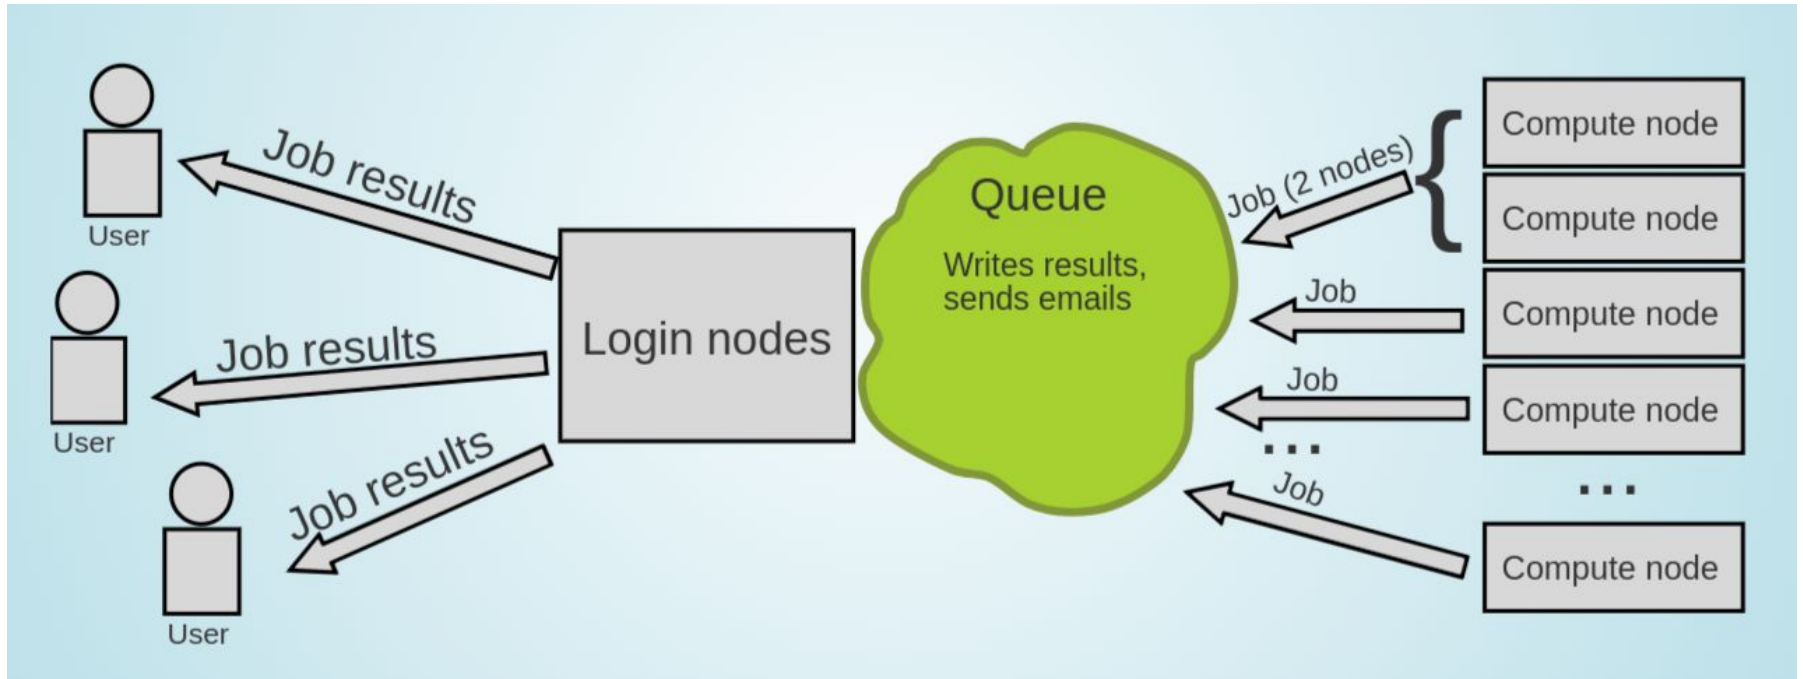 Job results
User
Job results
User
Job results
User
Login nodes
Queue
Writes results,
sends emails
Job (2 nodes)
{
Job
Job
...
Job
Compute node
Compute node
Compute node
Compute node
...
Compute node